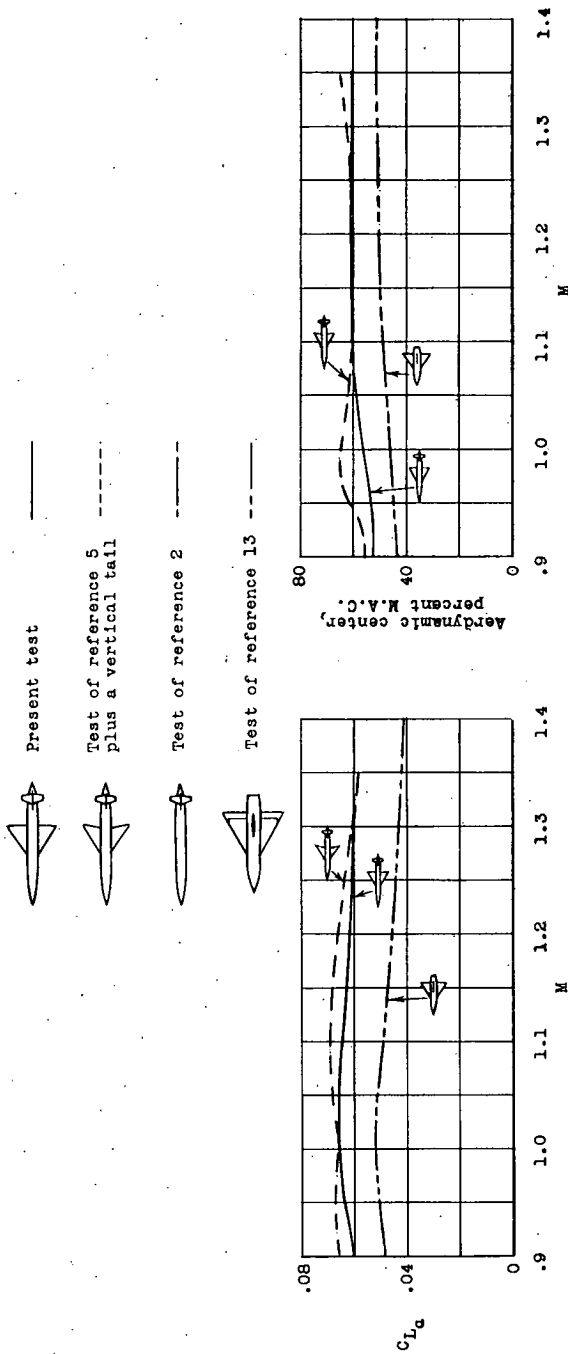 Present test
Test of reference 5
plus a vertical tail
Test of reference 2
Test of reference 13
.08
.04
0
C_Lα
.9
1.0
1.1
1.2
1.3
1.4
M
80
40
0
Aerdynamic center,
percent M.A.C.
.9
1.0
1.1
1.2
1.3
1.4
M